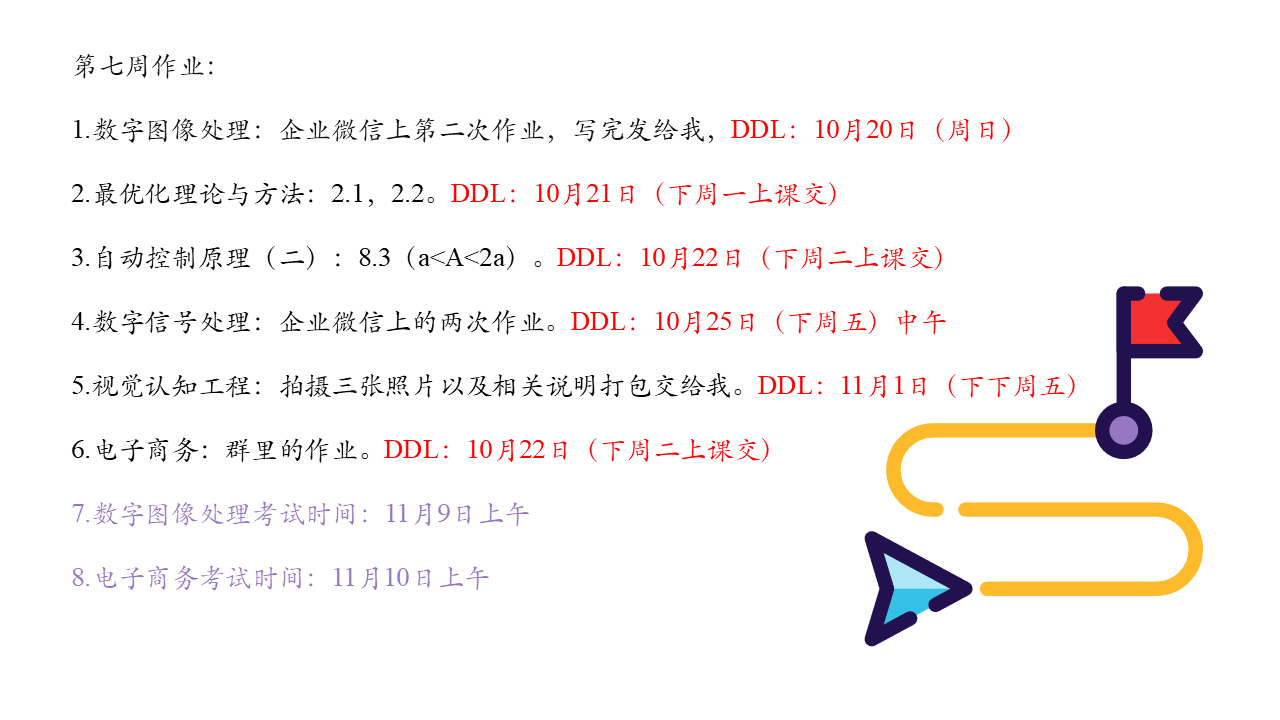 第七周作业：
1.数字图像处理：企业微信上第二次作业，写完发给我，DDL：10月20日（周日）
2.最优化理论与方法：2.1，2.2。DDL：10月21日（下周一上课交）
3.自动控制原理（二）：8.3（a<A<2a）。DDL：10月22日（下周二上课交）
4.数字信号处理：企业微信上的两次作业。DDL：10月25日（下周五）中午
5.视觉认知工程：拍摄三张照片以及相关说明打包交给我。DDL：11月1日（下下周五）
6.电子商务：群里的作业。DDL：10月22日（下周二上课交）
7.数字图像处理考试时间：11月9日上午
8.电子商务考试时间：11月10日上午